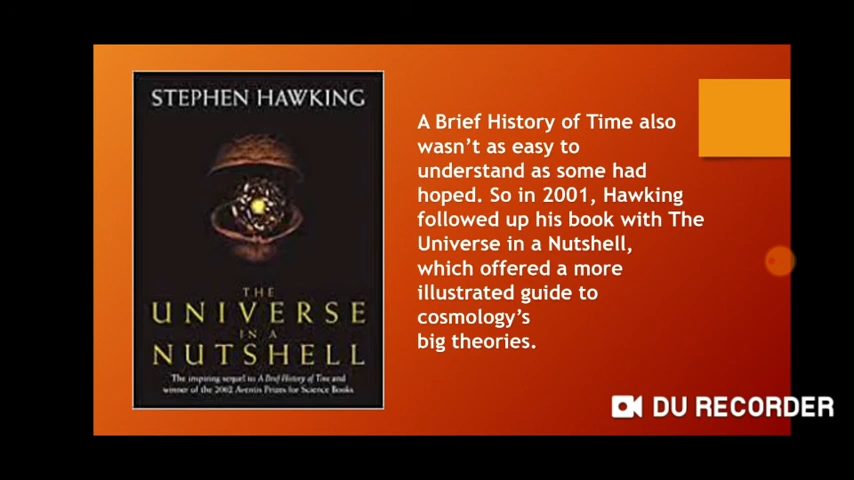 STEPHEN HAWKING
THE
UNIVERSE
IN A
NUTSHELL
The inspiring sequel to A Brief History of Time and
winner of the 2002 Aventis Prizes for Science Books
A Brief History of Time also
wasn't as easy to
understand as some had
hoped. So in 2001, Hawking
followed up his book with The
Universe in a Nutshell,
which offered a more
illustrated guide to
cosmology's
big theories.
DU RECORDER